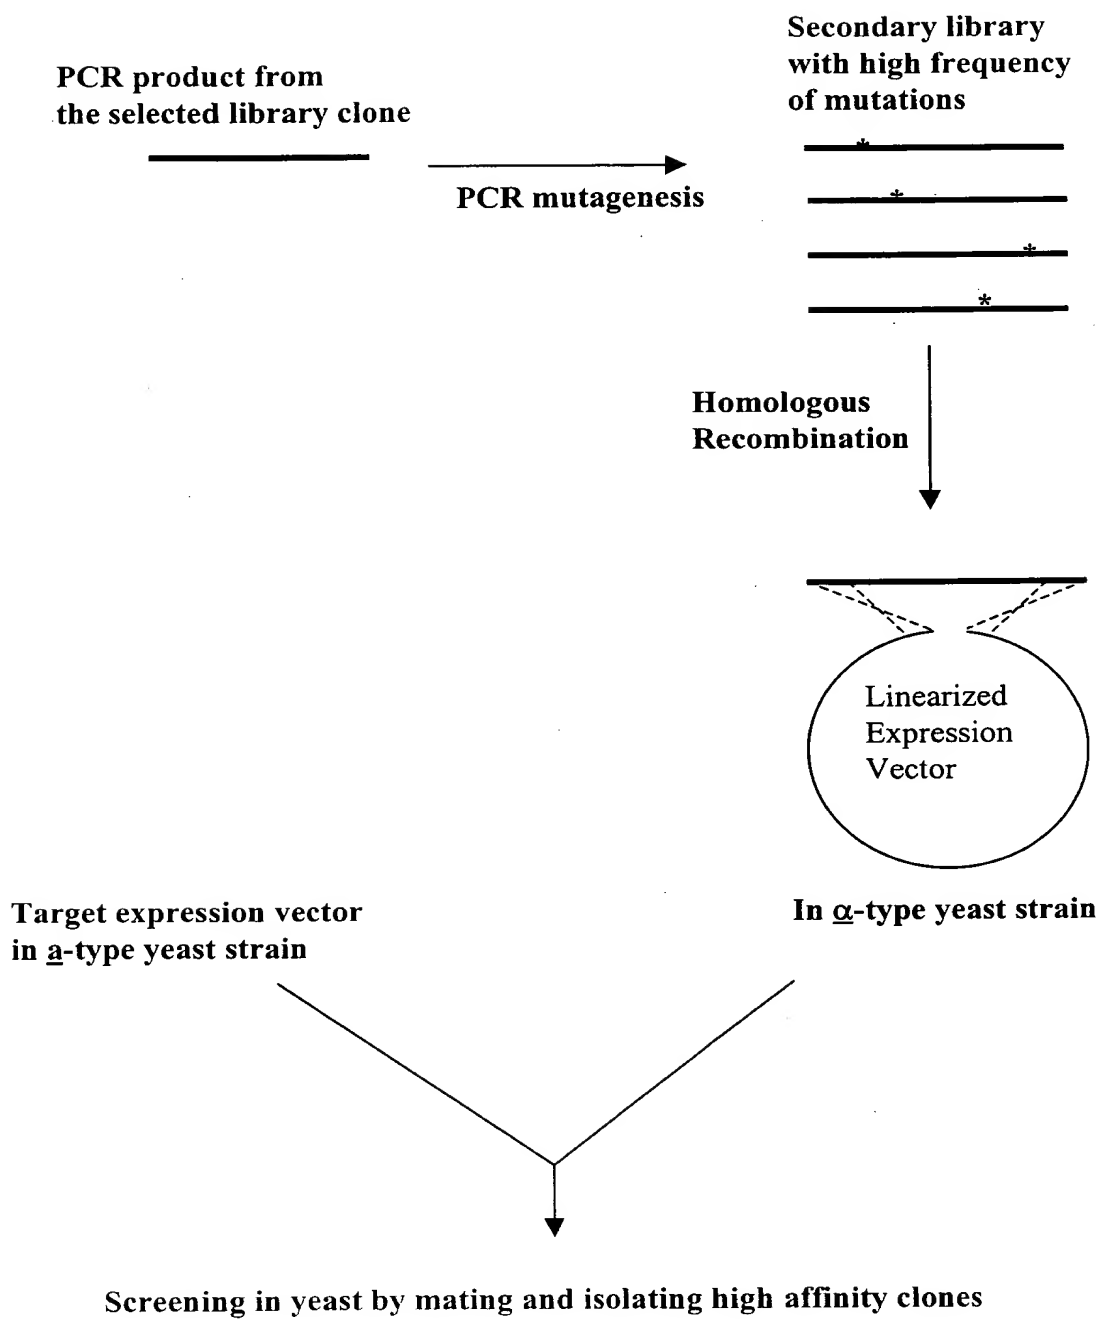 PCR product from
the selected library clone
PCR mutagenesis
Secondary library
with high frequency
of mutations
*
*
*
*
Homologous
Recombination
Linearized
Expression
Vector
Target expression vector
in a-type yeast strain
In α-type yeast strain
Screening in yeast by mating and isolating high affinity clones